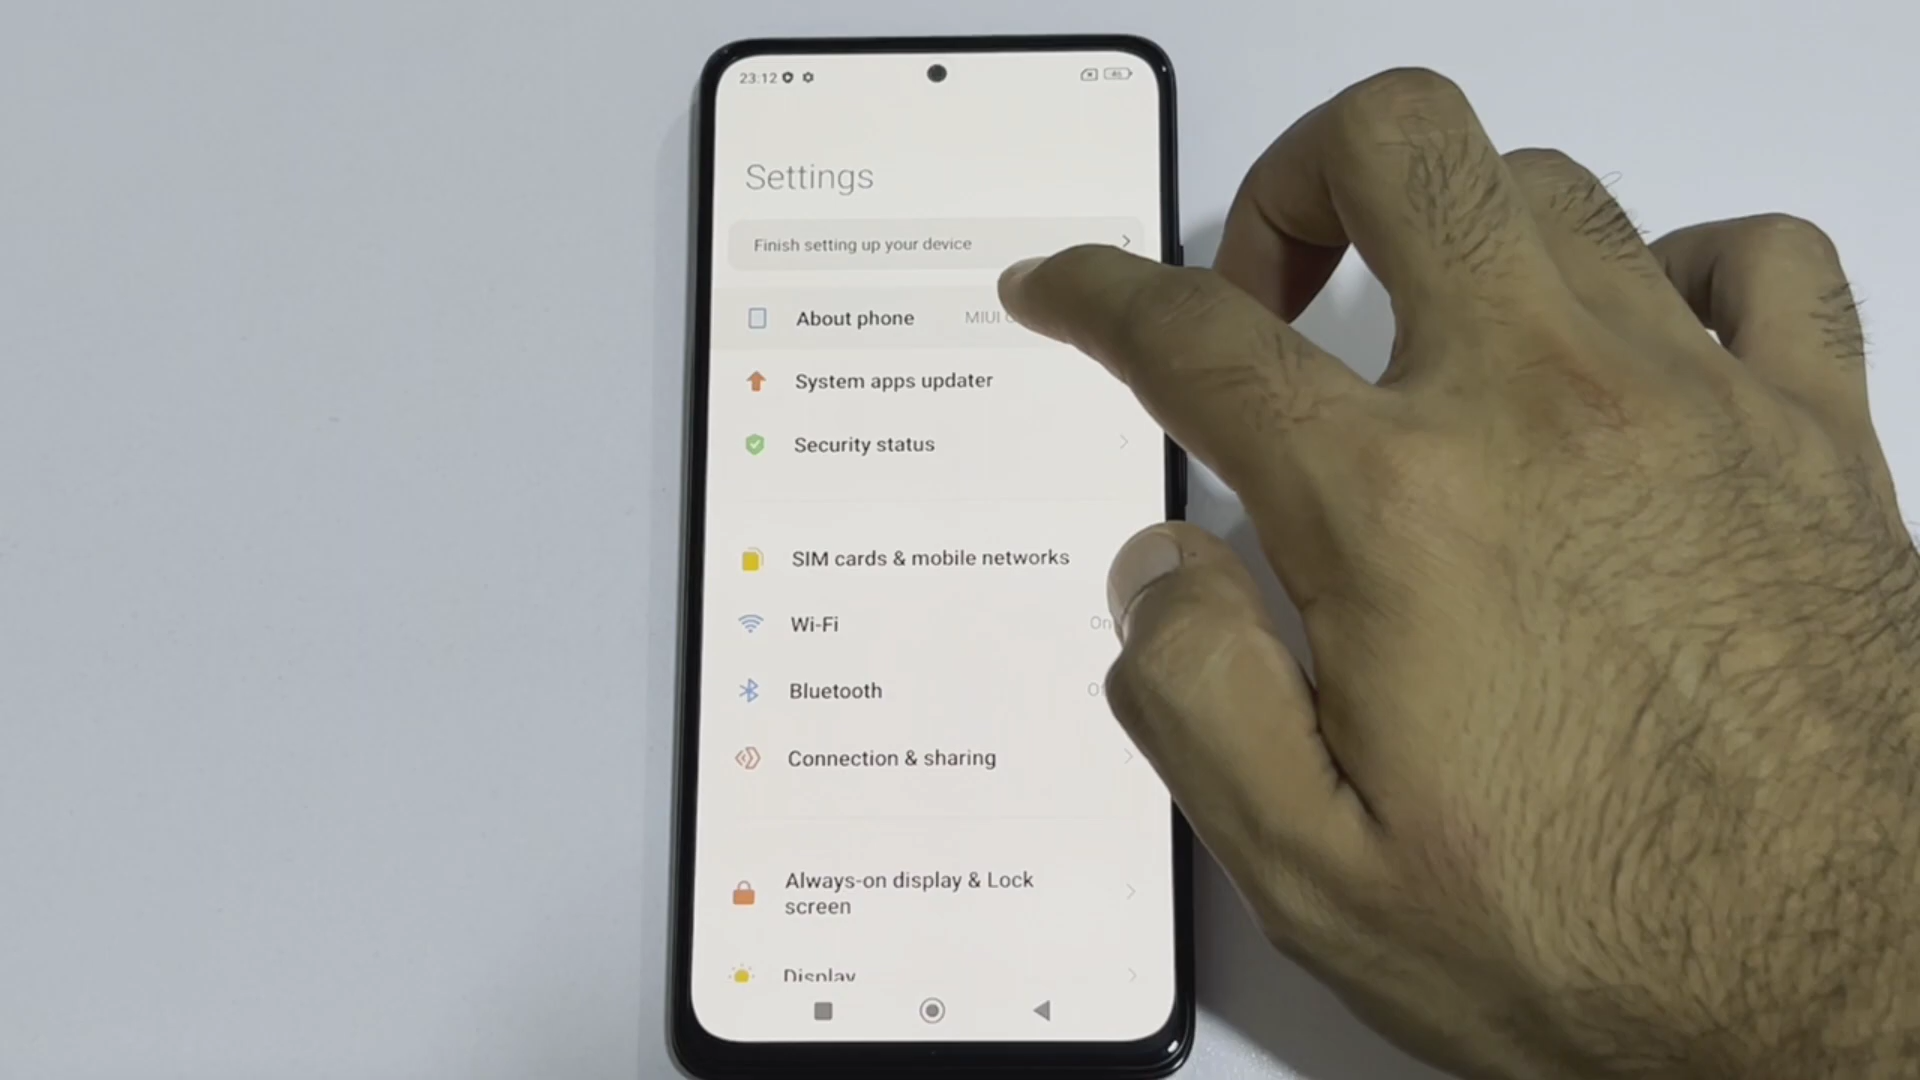 23:12
Settings
Finish setting up your device
About phone MIUI
System apps updater
Security status
SIM cards & mobile networks
Wi-Fi On
Bluetooth
Connection & sharing
Always-on display & Lock
screen
Display